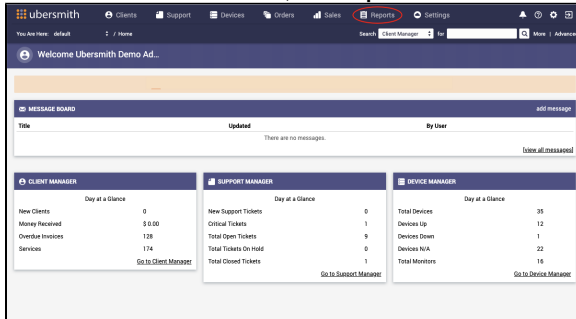 ubersmith Clients Support Devices Orders Sales Reports Settings
You Are Here: default / Home Search Client Manager for More | Advance
Welcome Ubersmith Demo Ad...
MESSAGE BOARD add message
Title Updated By User
There are no messages.
[view all messages]
CLIENT MANAGER
Day at a Glance
New Clients 0
Money Received $ 0.00
Overdue Invoices 128
Services 174
Go to Client Manager
SUPPORT MANAGER
Day at a Glance
New Support Tickets 0
Critical Tickets 1
Total Open Tickets 9
Total Tickets On Hold 0
Total Closed Tickets 1
Go to Support Manager
DEVICE MANAGER
Day at a Glance
Total Devices 35
Devices Up 12
Devices Down 1
Devices N/A 22
Total Monitors 16
Go to Device Manager